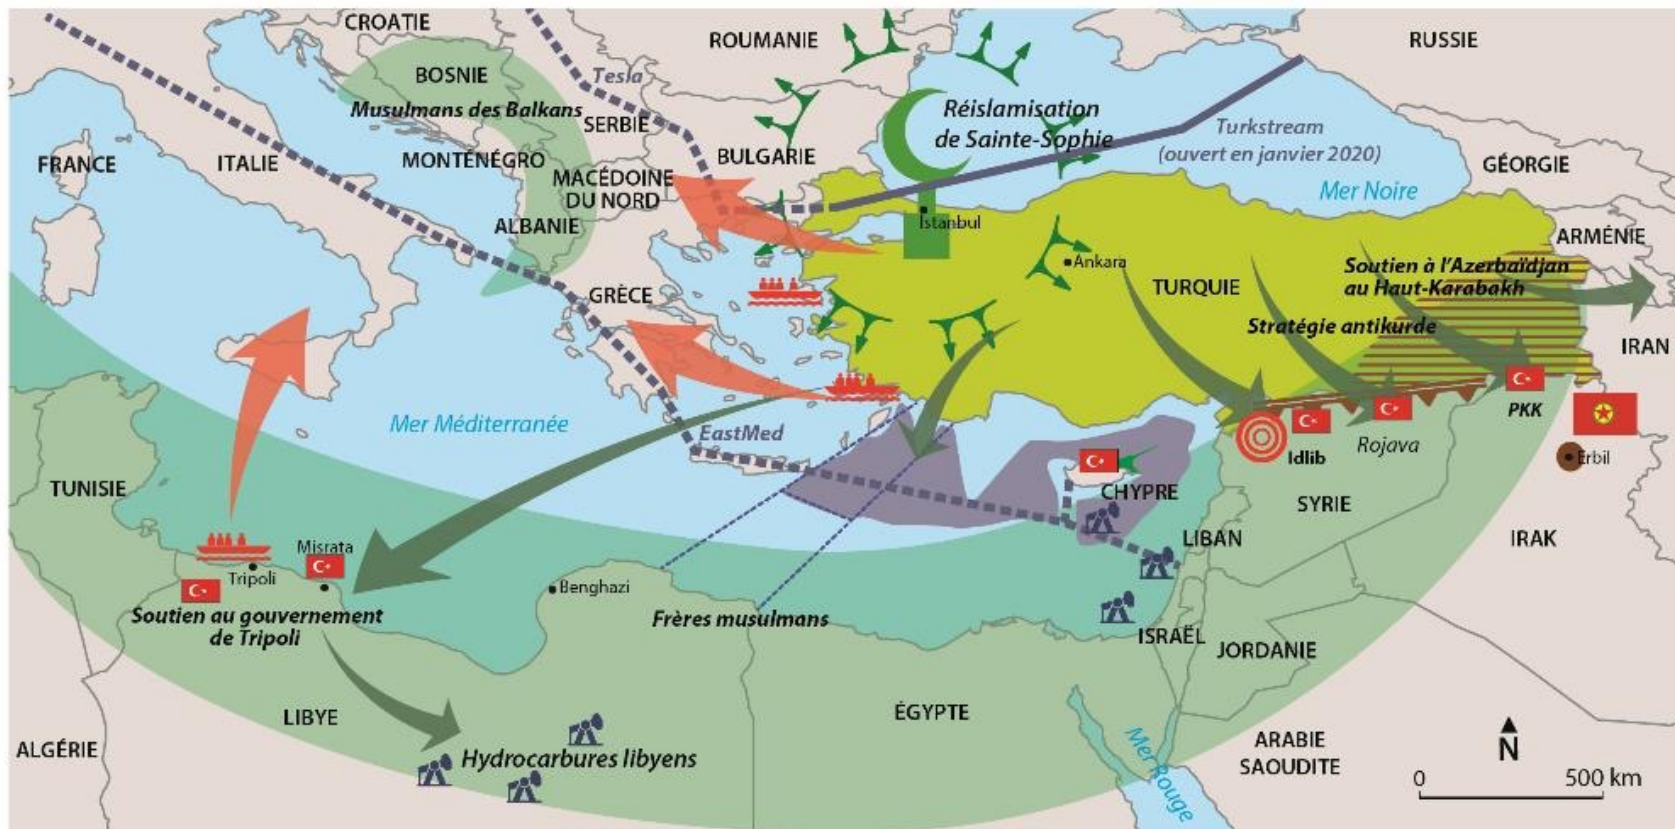 CROATIE
ROUMANIE
RUSSIE
BOSNIE
Tesla
Musulmans des Balkans
Réislamisation
de Sainte-Sophie
SERBIE
Turkstream
(ouvert en janvier 2020)
FRANCE
ITALIE
MONTÉNÉGRO
BULGARIE
GÉORGIE
MACÉDOINE
DU NORD
Mer Noire
ALBANIE
Istanbul
ARMÉNIE
Ankara
Soutien à l'Azerbaïdjan
au Haut-Karabakh
GRÈCE
TURQUIE
Stratégie antikurde
IRAN
PKK
Mer Méditerranée
EastMed
Idlib
Rojava
Erbil
TUNISIE
CHYPRE
SYRIE
LIBAN
IRAK
Misrata
Tripoli
Benghazi
Soutien au gouvernement
de Tripoli
Frères musulmans
ISRAËL
JORDANIE
LIBYE
ÉGYPTE
ALGÉRIE
Hydrocarbures libyens
Mer Rouge
ARABIE
SAOUDITE
N
0 500 km